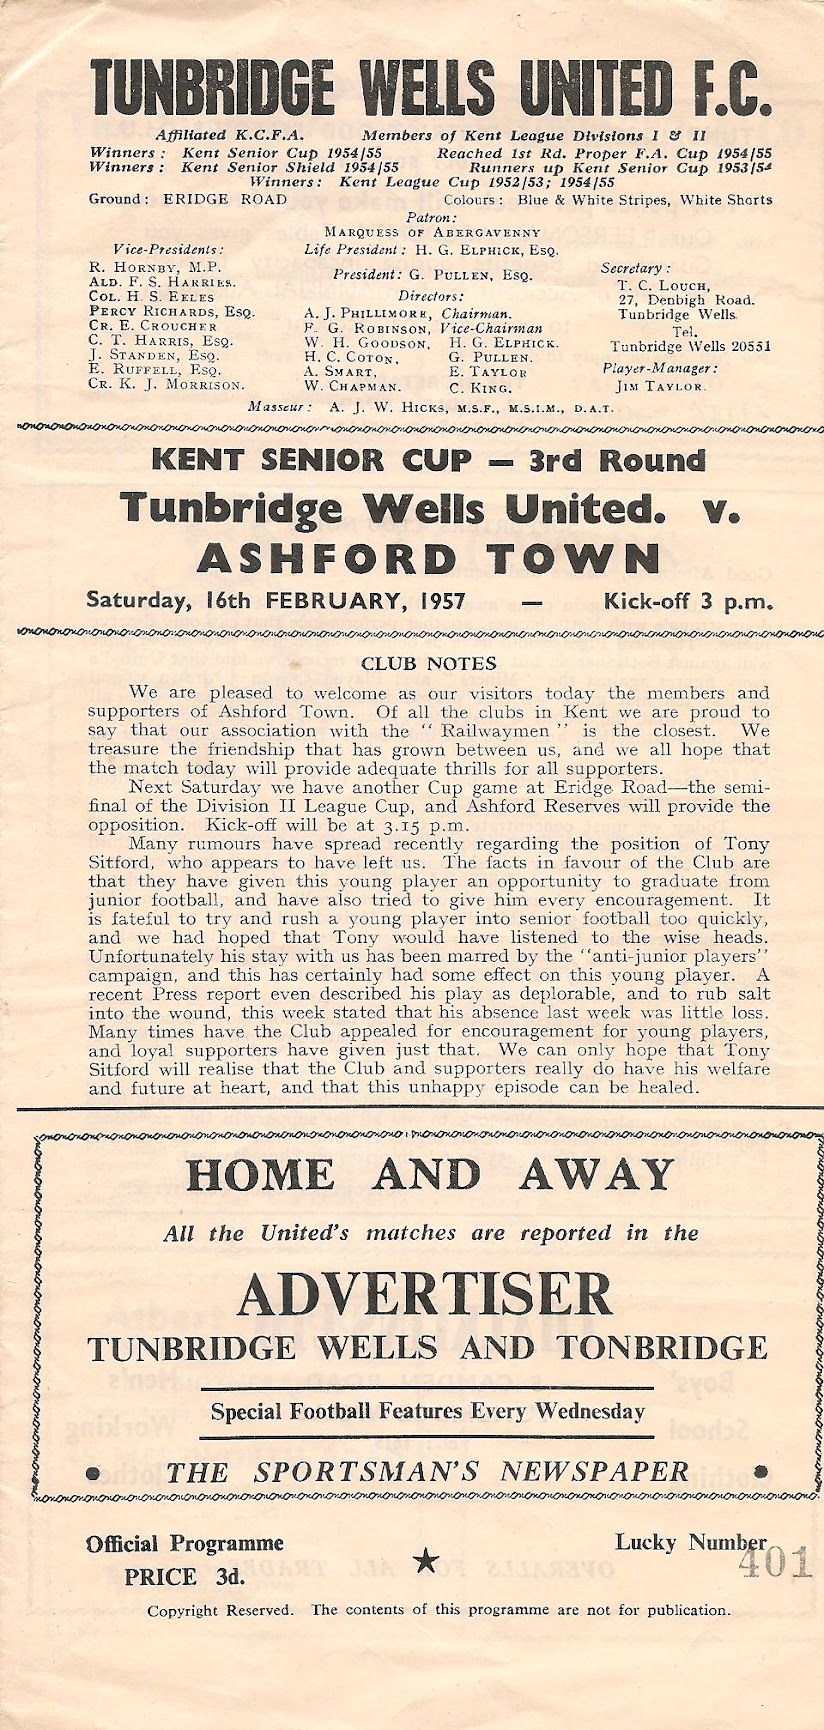 TUNBRIDGE WELLS UNITED F.C.
Affiliated K.C.F.A. Members of Kent League Divisions I & II
Winners: Kent Senior Cup 1954/55 Reached 1st Rd. Proper F.A. Cup 1954/55
Winners: Kent Senior Shield 1954/55 Runners up Kent Senior Cup 1953/54
Winners: Kent League Cup 1952/53; 1954/55
Ground: ERIDGE ROAD Colours: Blue & White Stripes, White Shorts
Patron:
MARQUESS OF ABERGAVENNY
Vice-Presidents:
R. HORNBY, M.P.
ALD. F. S. HARRIES.
COL. H. S. EELES
PERCY RICHARDS, ESQ.
CR. E. CROUCHER
C. T. HARRIS, ESQ.
J. STANDEN, ESQ.
E. RUFFELL, ESQ.
CR. K. J. MORRISON.
Life President: H. G. ELPHICK, ESQ.
President: G. PULLEN, ESQ.
Directors:
A. J. PHILLIMORE, Chairman.
F. G. ROBINSON, Vice-Chairman
W. H. GOODSON, H. G. ELPHICK.
H. C. COTON, G. PULLEN.
A. SMART, E. TAYLOR
W. CHAPMAN. C. KING.
Secretary:
T. C. LOUCH,
27, Denbigh Road.
Tunbridge Wells.
Tel.
Tunbridge Wells 20551
Player-Manager:
JIM TAYLOR.
Masseur: A. J. W. HICKS, M.S.F., M.S.I.M., D.A.T.
KENT SENIOR CUP — 3rd Round
Tunbridge Wells United. v.
ASHFORD TOWN
Saturday, 16th FEBRUARY, 1957 — Kick-off 3 p.m.
CLUB NOTES
We are pleased to welcome as our visitors today the members and
supporters of Ashford Town. Of all the clubs in Kent we are proud to
say that our association with the "Railwaymen" is the closest. We
treasure the friendship that has grown between us, and we all hope that
the match today will provide adequate thrills for all supporters.
Next Saturday we have another Cup game at Eridge Road—the semi-
final of the Division II League Cup, and Ashford Reserves will provide the
opposition. Kick-off will be at 3.15 p.m.
Many rumours have spread recently regarding the position of Tony
Sitford, who appears to have left us. The facts in favour of the Club are
that they have given this young player an opportunity to graduate from
junior football, and have also tried to give him every encouragement. It
is fateful to try and rush a young player into senior football too quickly,
and we had hoped that Tony would have listened to the wise heads.
Unfortunately his stay with us has been marred by the "anti-junior players"
campaign, and this has certainly had some effect on this young player. A
recent Press report even described his play as deplorable, and to rub salt
into the wound, this week stated that his absence last week was little loss.
Many times have the Club appealed for encouragement for young players,
and loyal supporters have given just that. We can only hope that Tony
Sitford will realise that the Club and supporters really do have his welfare
and future at heart, and that this unhappy episode can be healed.
HOME AND AWAY
All the United's matches are reported in the
ADVERTISER
TUNBRIDGE WELLS AND TONBRIDGE
Special Football Features Every Wednesday
• THE SPORTSMAN'S NEWSPAPER •
Official Programme
PRICE 3d.
★
Lucky Number
401
Copyright Reserved. The contents of this programme are not for publication.